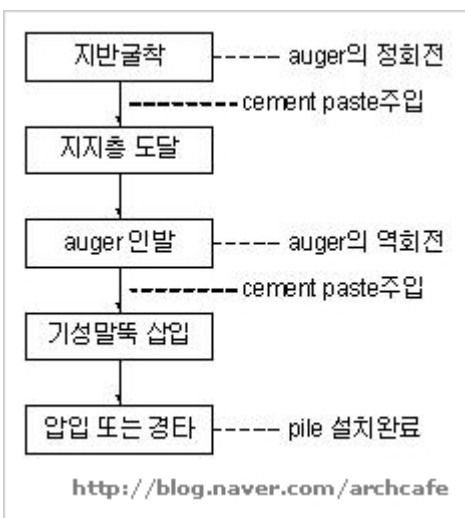 지반굴착 ----- auger의 정회전
-------- cement paste주입
지지층 도달
auger 인발 ----- auger의 역회전
-------- cement paste주입
기성말뚝 삽입
압입 또는 경타 ----- pile 설치완료
http://blog.naver.com/archcafe